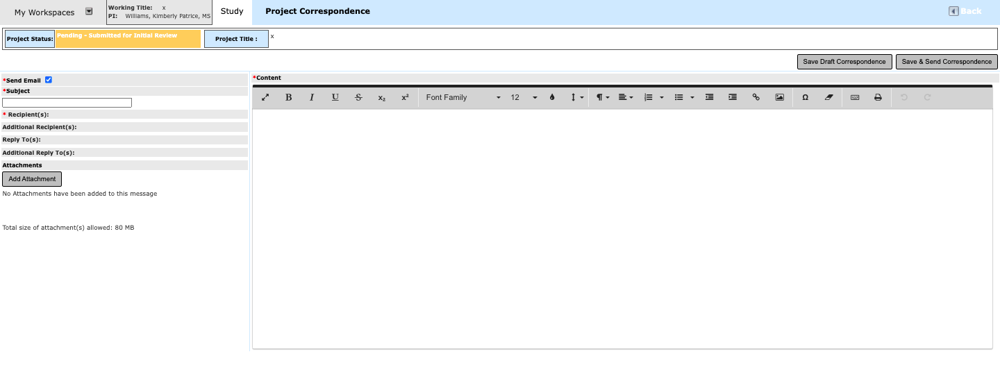 My Workspaces
Working Title: x
PI: Williams, Kimberly Patrice, MS
Study
Project Correspondence
Back
Project Status:
Pending - Submitted for Initial Review
Project Title :
x
Save Draft Correspondence
Save & Send Correspondence
*Send Email
*Subject
* Recipient(s):
Additional Recipient(s):
Reply To(s):
Additional Reply To(s):
Attachments
Add Attachment
No Attachments have been added to this message
Total size of attachment(s) allowed: 80 MB
*Content
B I U S x₂ x² Font Family 12 ¶ Ω